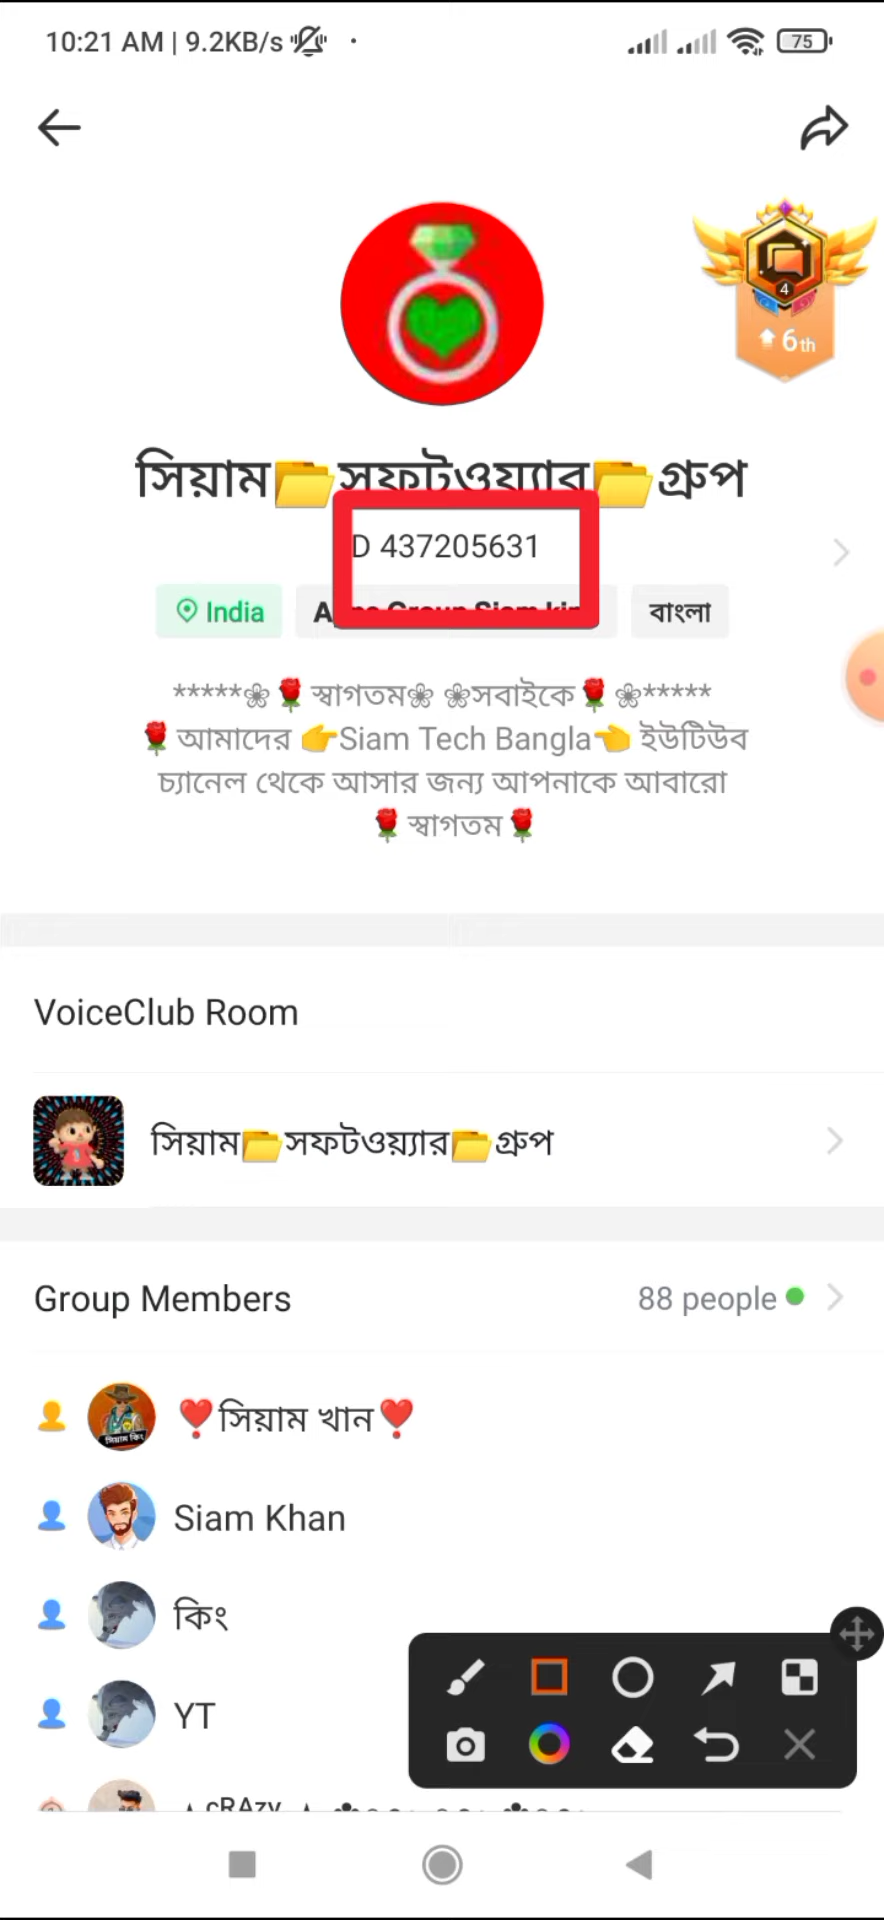 10:21 AM | 9.2KB/s
75
4
6th
সিয়াম📂সফটওয়্যার📂গ্রুপ
D 437205631
India
বাংলা
*****❀🌹স্বাগতম❀ ❀সবাইকে🌹❀*****
🌹আমাদের 👉Siam Tech Bangla👈 ইউটিউব
চ্যানেল থেকে আসার জন্য আপনাকে আবারো
🌹স্বাগতম🌹
VoiceClub Room
সিয়াম📂সফটওয়্যার📂গ্রুপ
Group Members
88 people
❣️সিয়াম খান❣️
Siam Khan
কিং
YT